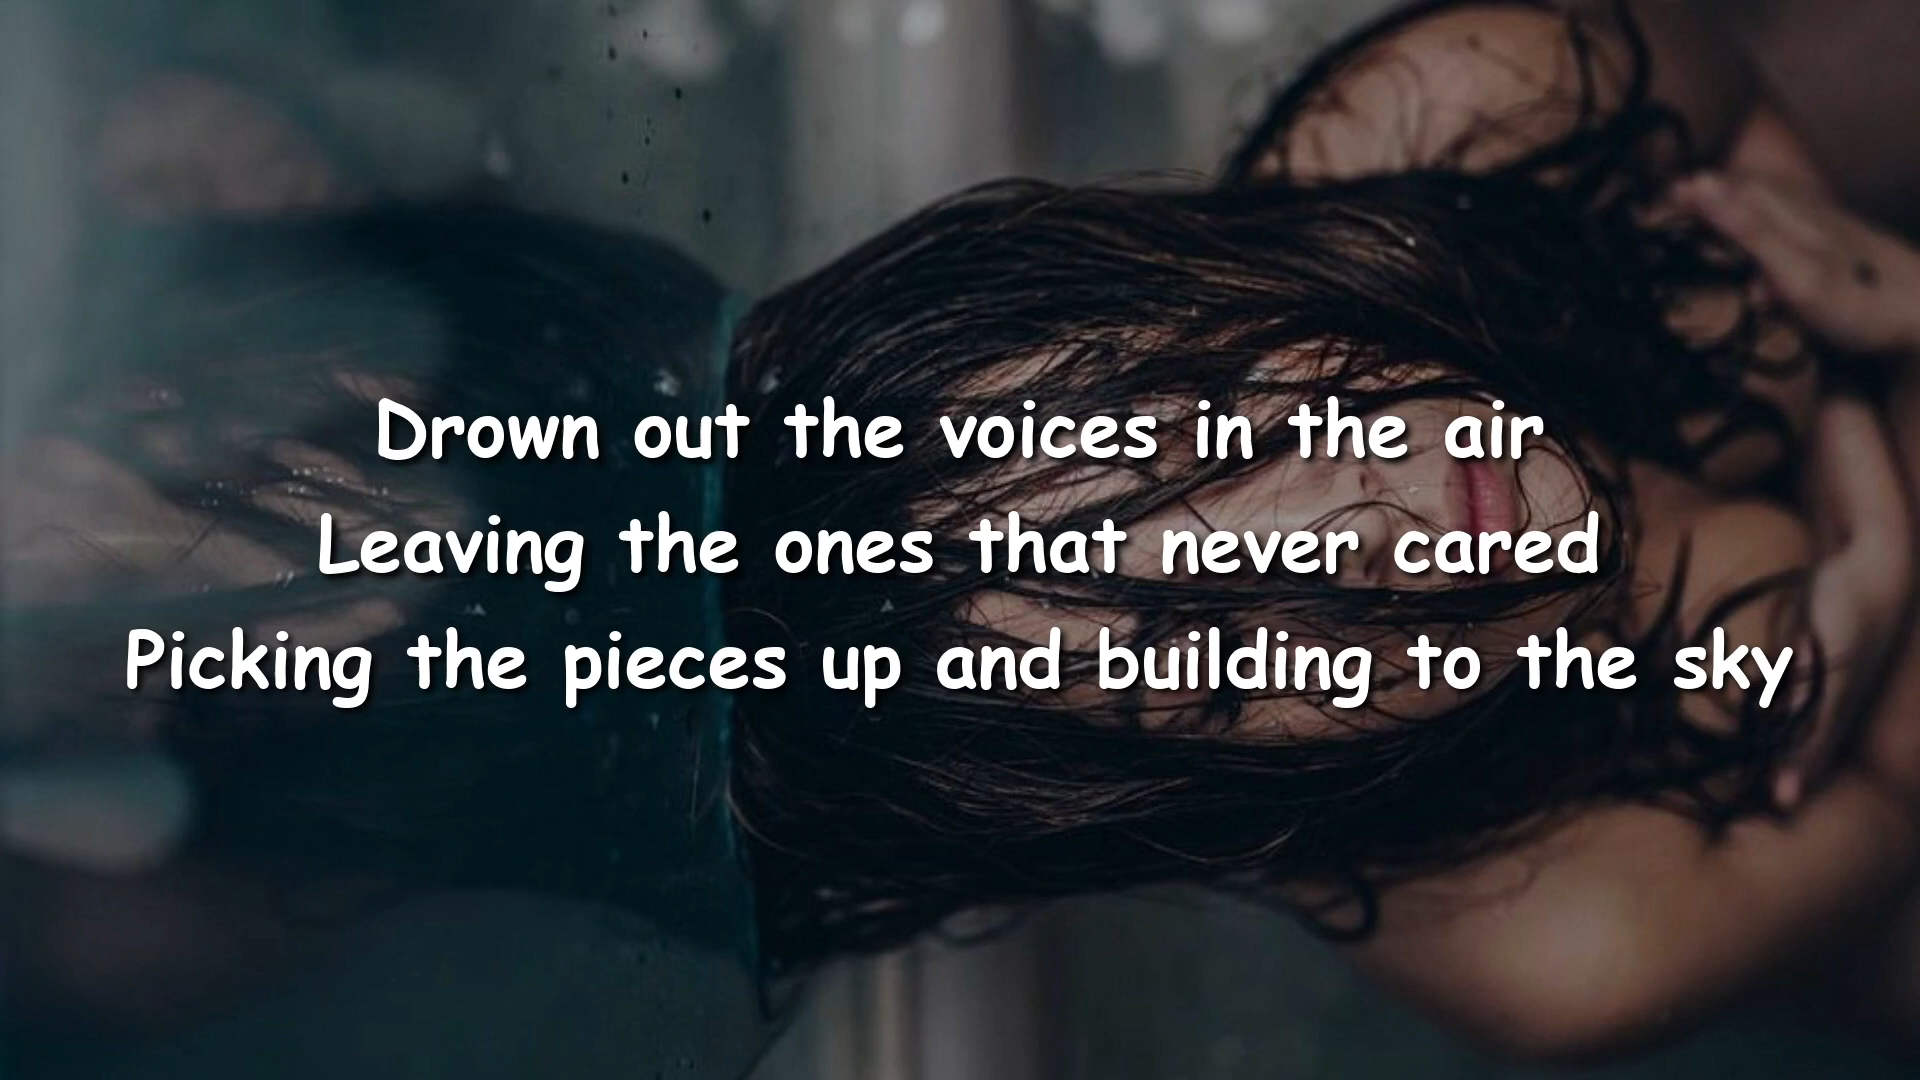 Drown out the voices in the air
Leaving the ones that never cared
Picking the pieces up and building to the sky